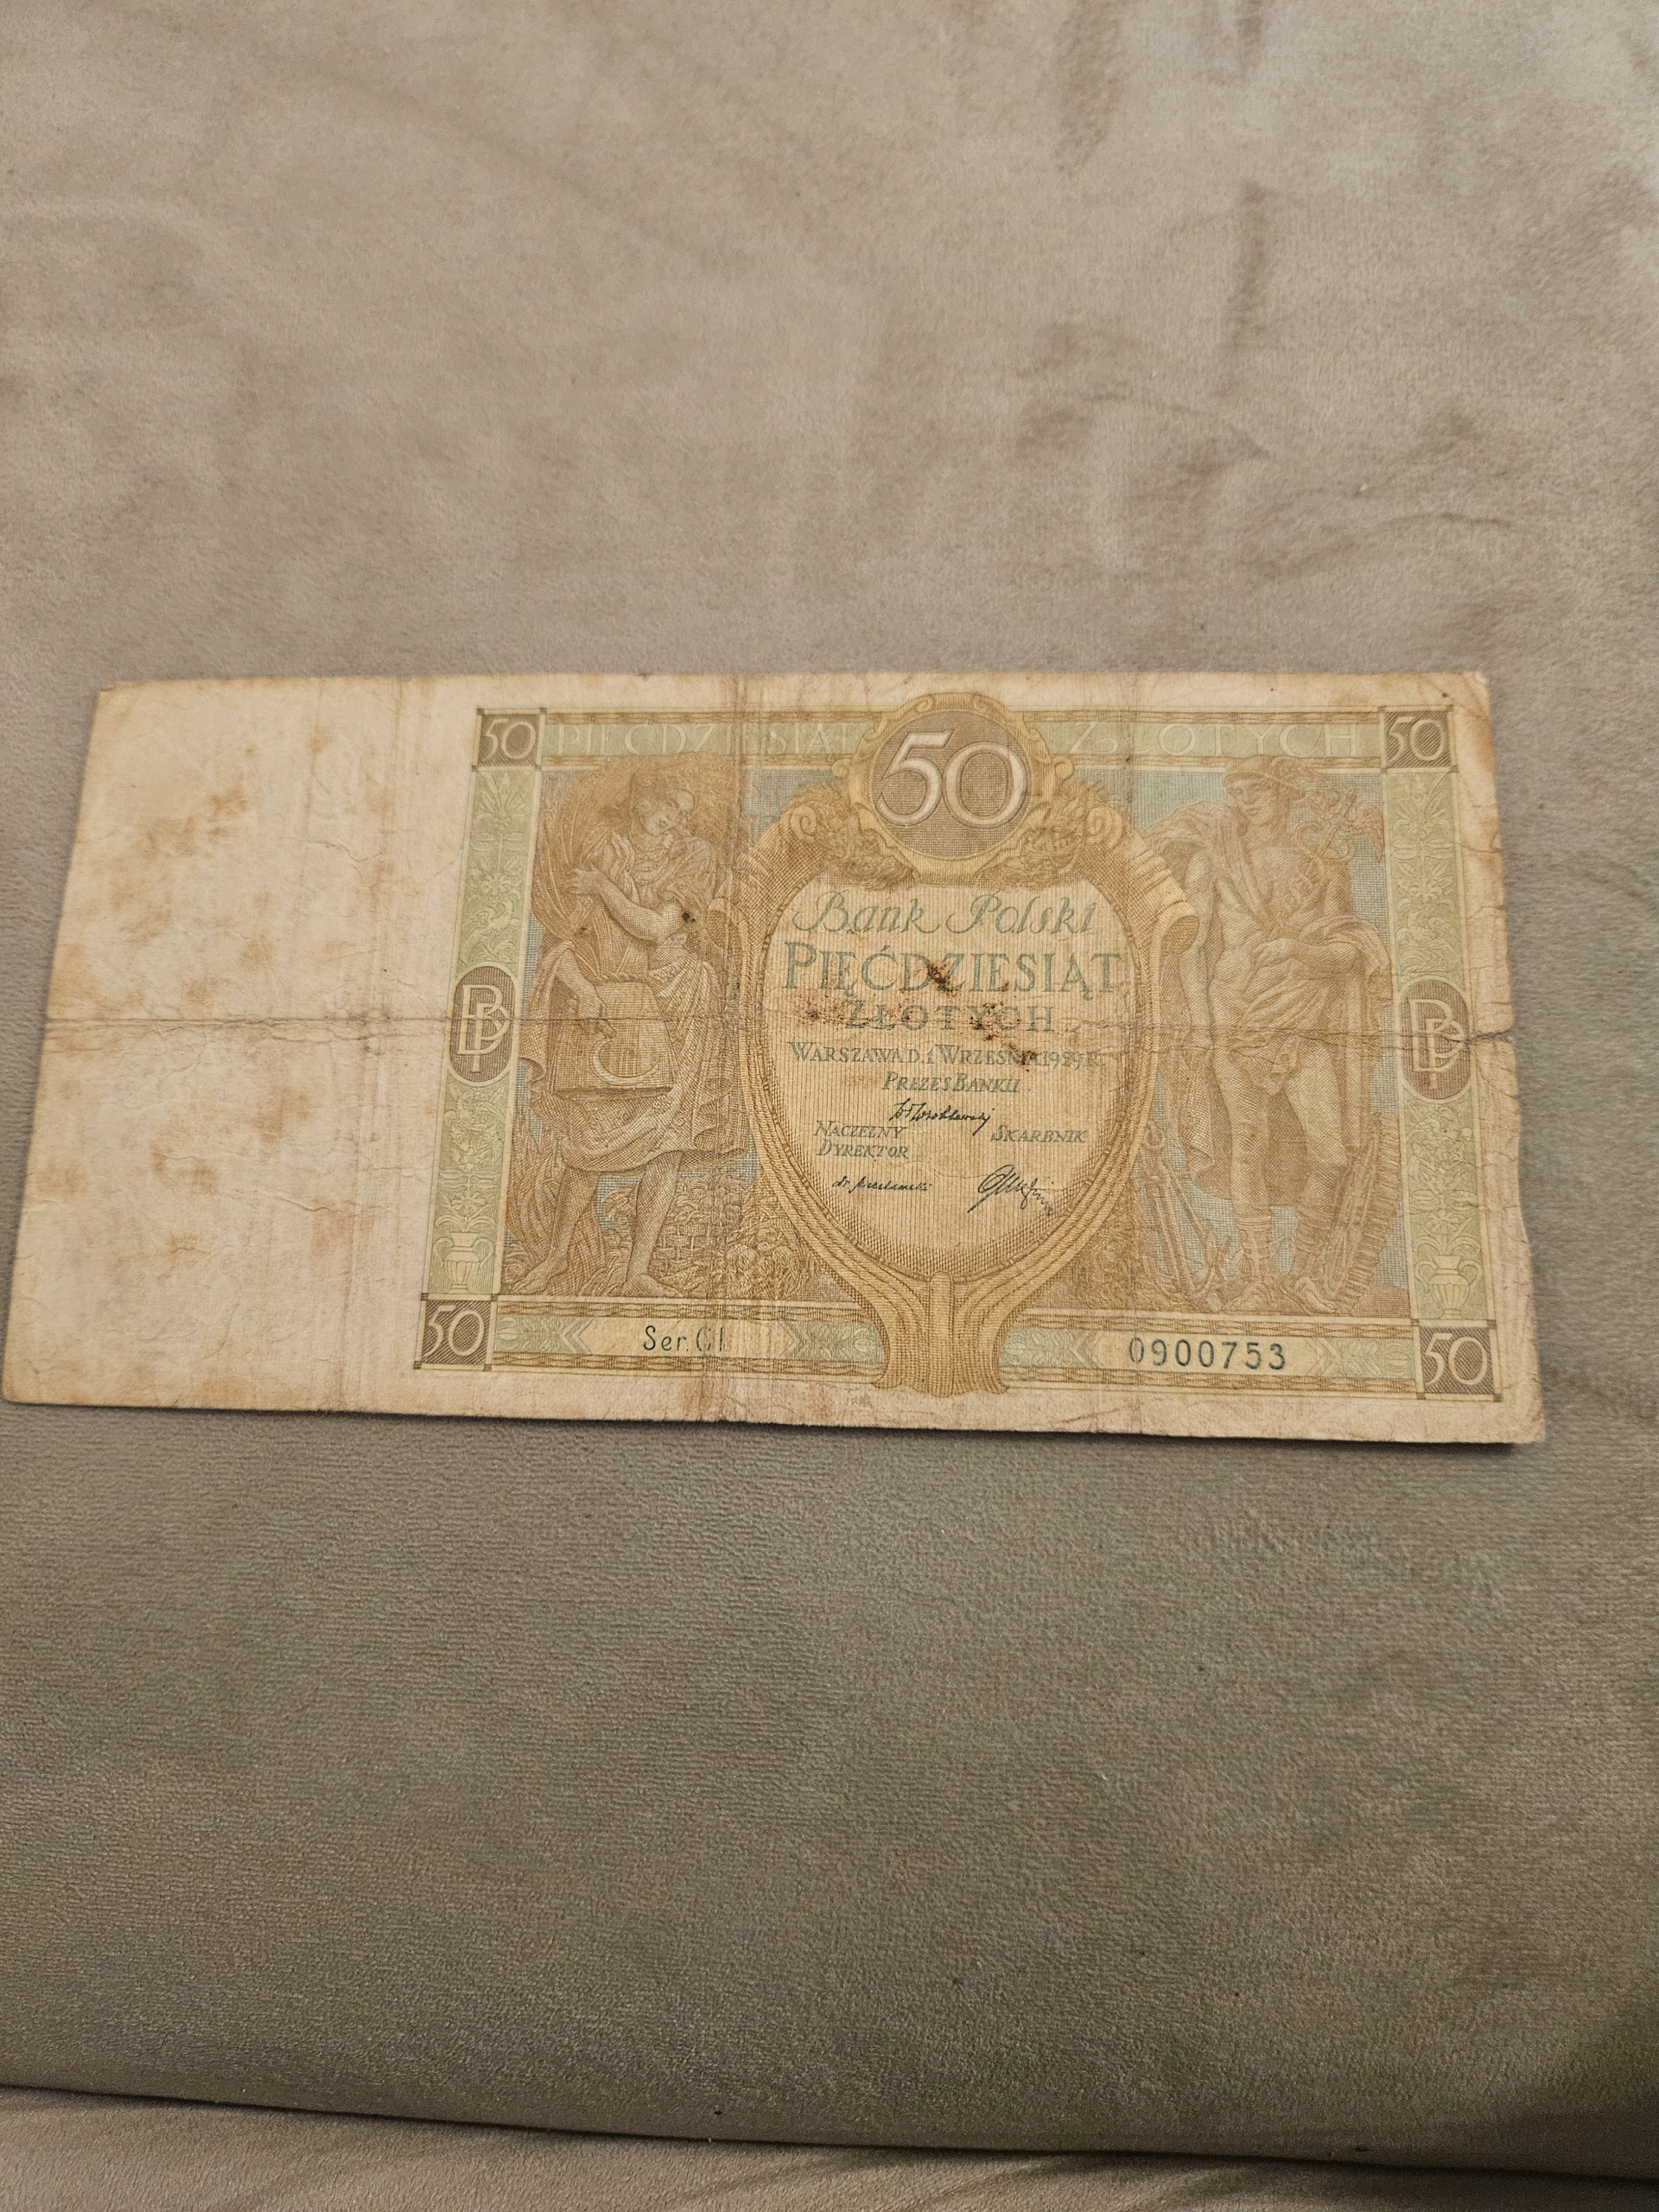 50 PIĘĆDZIESIĄT 50 ZŁOTYCH 50
Bank Polski
PIĘĆDZIESIĄT
ZŁOTYCH
WARSZAWA D. 1 WRZEŚNIA 1929 R.
PREZES BANKU
NACZELNY SKARBNIK
DYREKTOR
BP BP
50 Ser. 0900753 50